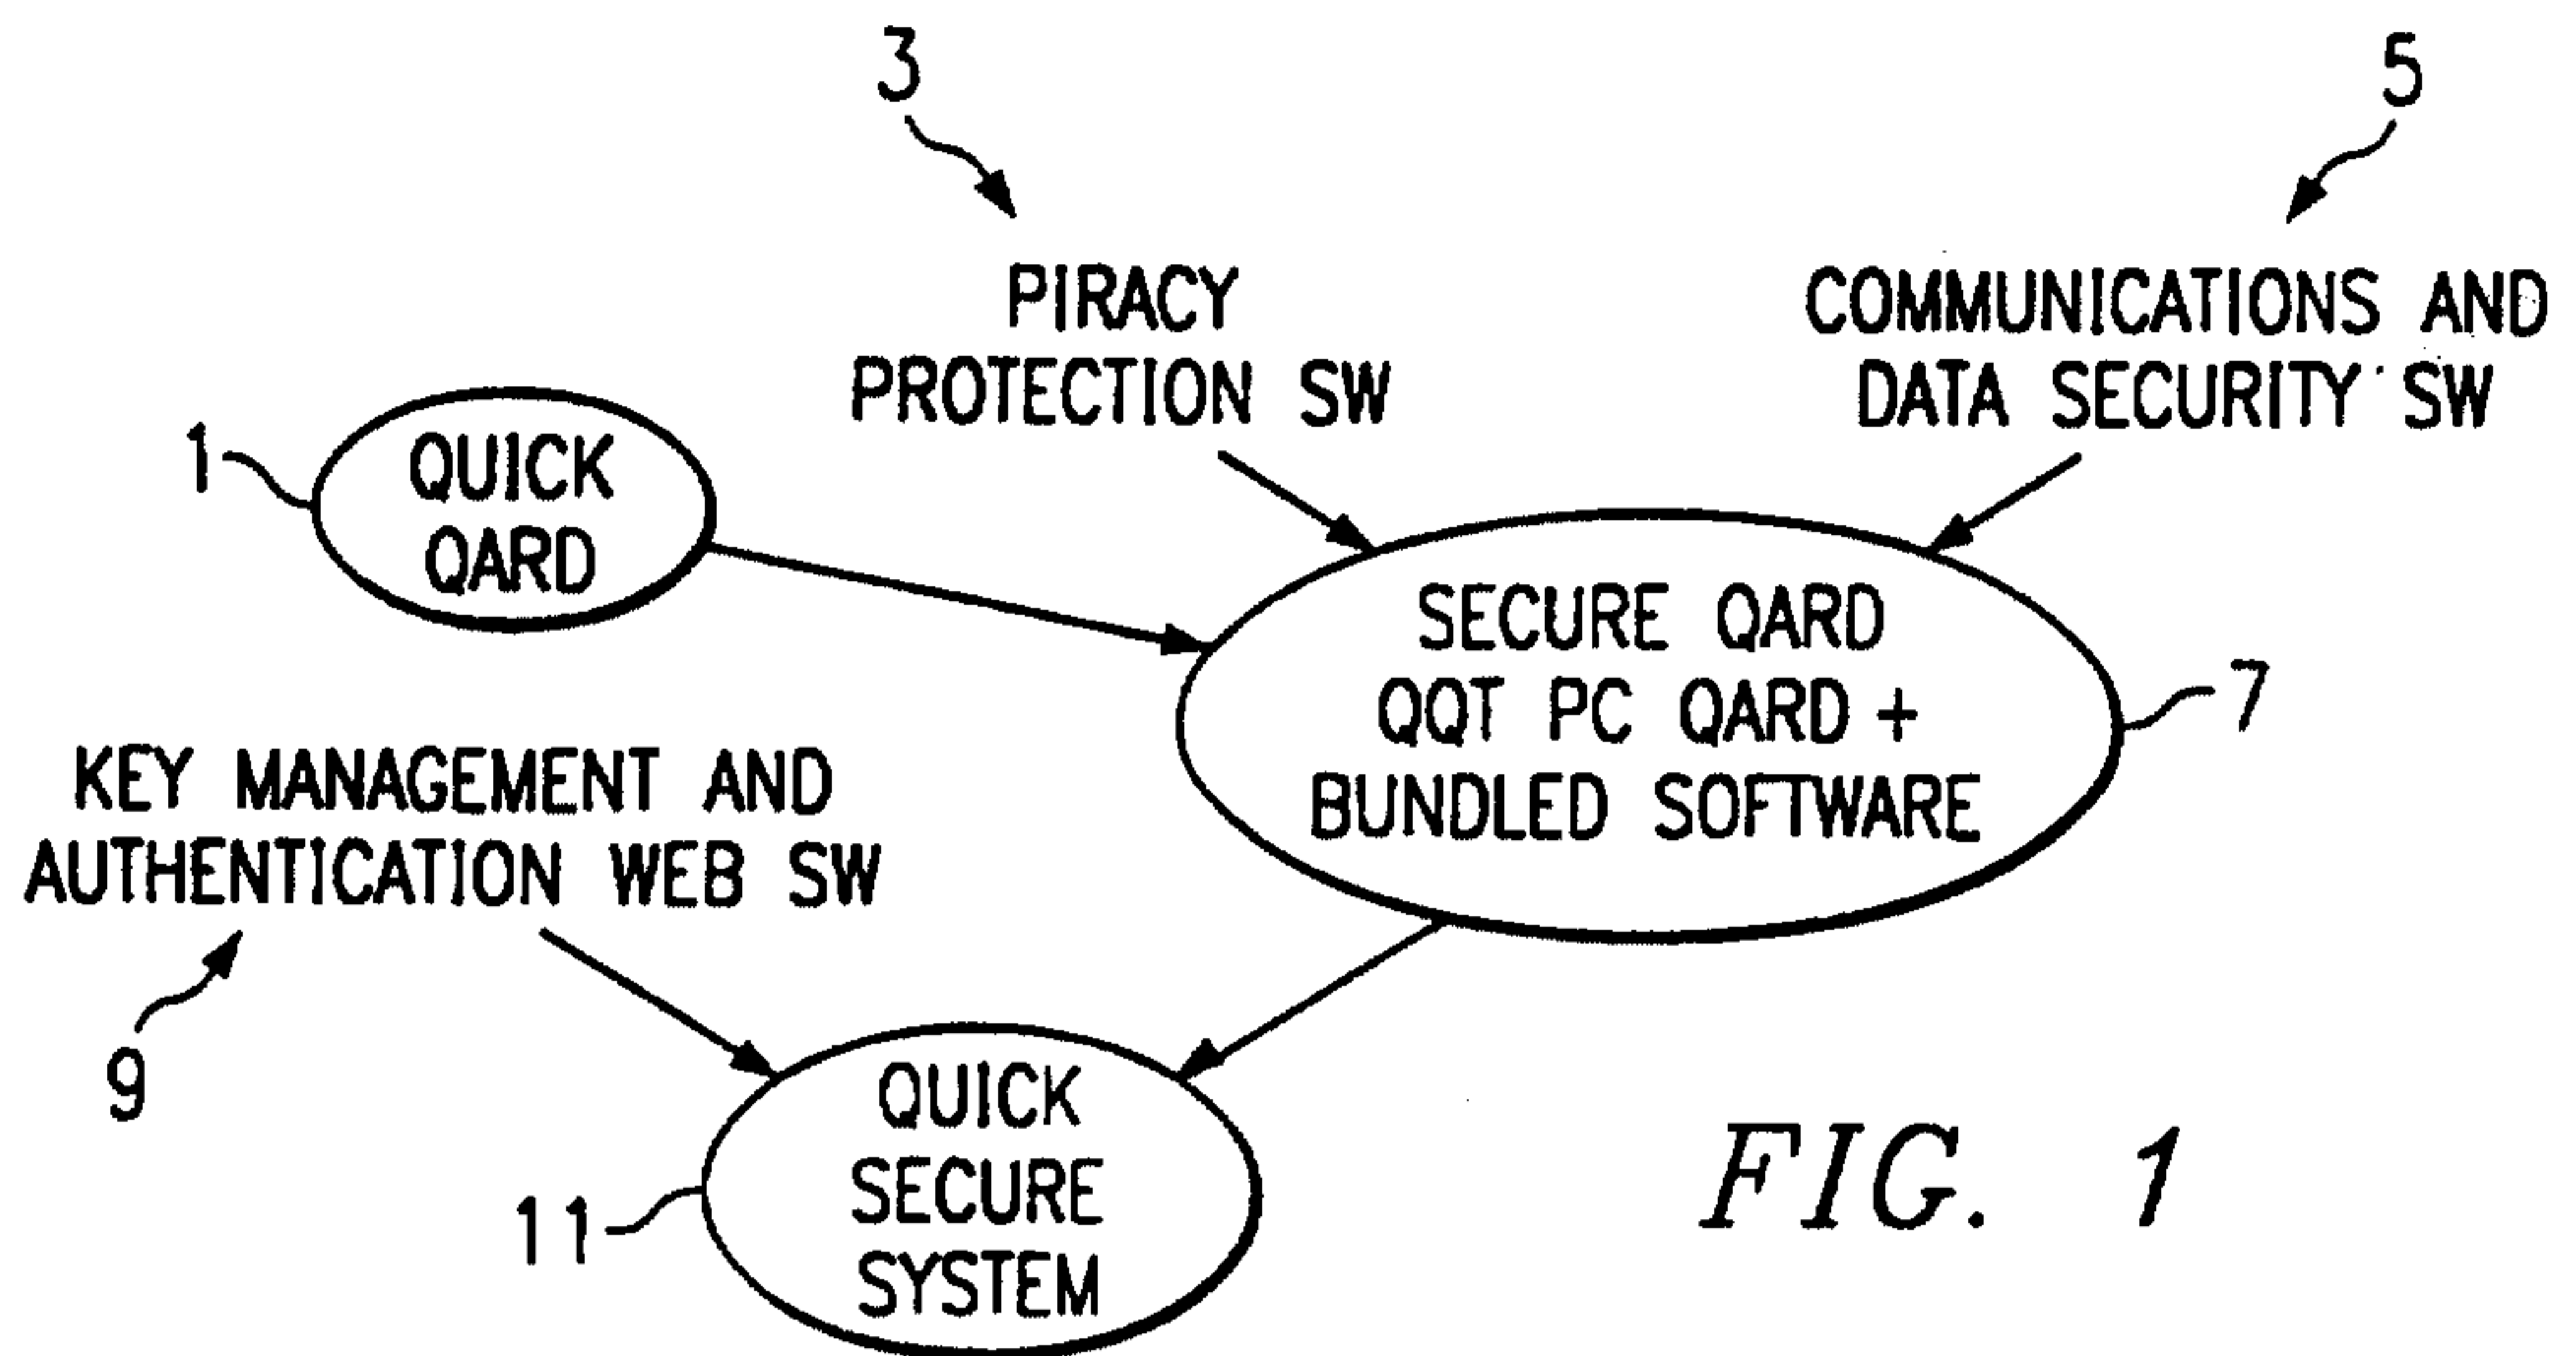 3
5
PIRACY
PROTECTION SW
COMMUNICATIONS AND
DATA SECURITY SW
1
QUICK
QARD
SECURE QARD
QQT PC QARD +
BUNDLED SOFTWARE
7
KEY MANAGEMENT AND
AUTHENTICATION WEB SW
9
QUICK
SECURE
SYSTEM
11
FIG. 1